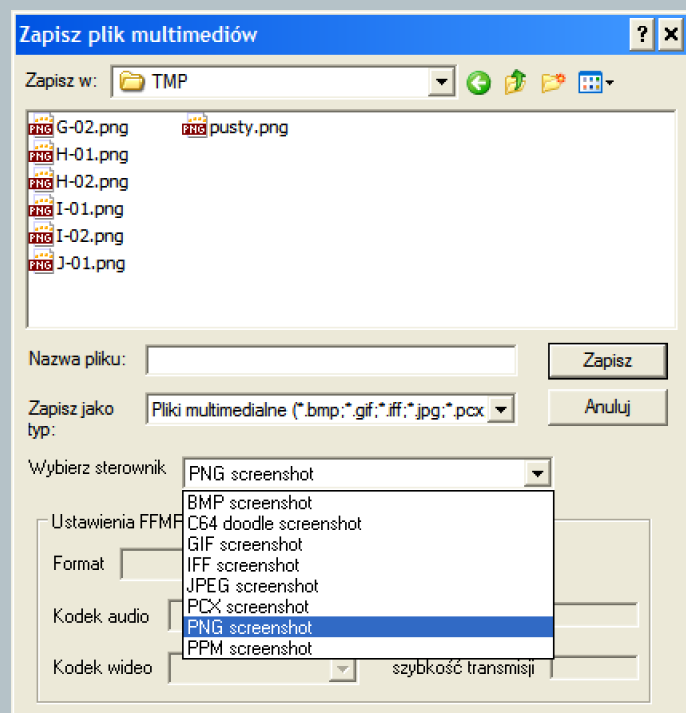 Zapisz plik multimediów
Zapisz w: TMP
G-02.png pusty.png
H-01.png
H-02.png
I-01.png
I-02.png
J-01.png
Nazwa pliku: Zapisz
Zapisz jako typ: Pliki multimedialne (*.bmp;*.gif;*.iff;*.jpg;*.pcx Anuluj
Wybierz sterownik PNG screenshot
BMP screenshot
Ustawienia FFMP C64 doodle screenshot
GIF screenshot
Format IFF screenshot
JPEG screenshot
Kodek audio PCX screenshot
PNG screenshot
PPM screenshot
Kodek wideo szybkość transmisji